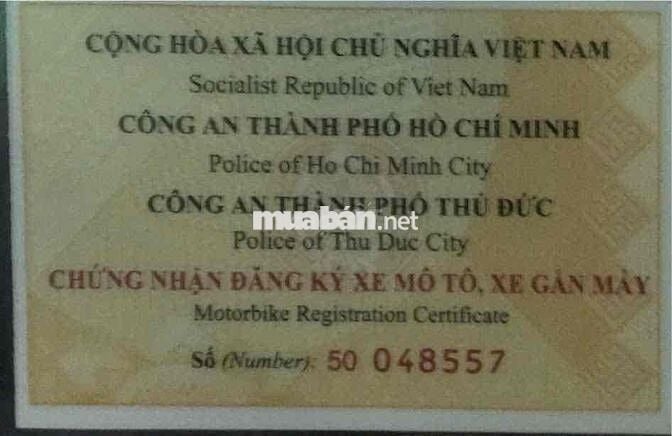 CỘNG HÒA XÃ HỘI CHỦ NGHĨA VIỆT NAM
Socialist Republic of Viet Nam
CÔNG AN THÀNH PHỐ HỒ CHÍ MINH
Police of Ho Chi Minh City
CÔNG AN THÀNH PHỐ THỦ ĐỨC
muabán.net
Police of Thu Duc City
CHỨNG NHẬN ĐĂNG KÝ XE MÔ TÔ, XE GẮN MÁY
Motorbike Registration Certificate
Số (Number): 50 048557